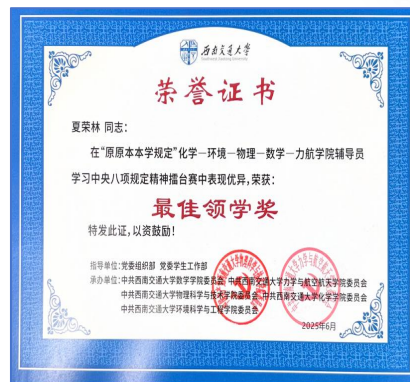 西南交通大学
Southwest Jiaotong University
荣誉证书
夏荣林 同志：
在“原原本本学规定”化学—环境—物理—数学—力航学院辅导员
学习中央八项规定精神擂台赛中表现优异，荣获：
最佳领学奖
特发此证，以资鼓励！
指导单位：党委组织部 党委学生工作部
承办单位：中共西南交通大学数学学院委员会 中共西南交通大学力学与航空航天学院委员会
中共西南交通大学物理科学与技术学院委员会 中共西南交通大学化学学院委员会
中共西南交通大学环境科学与工程学院委员会
2025年6月